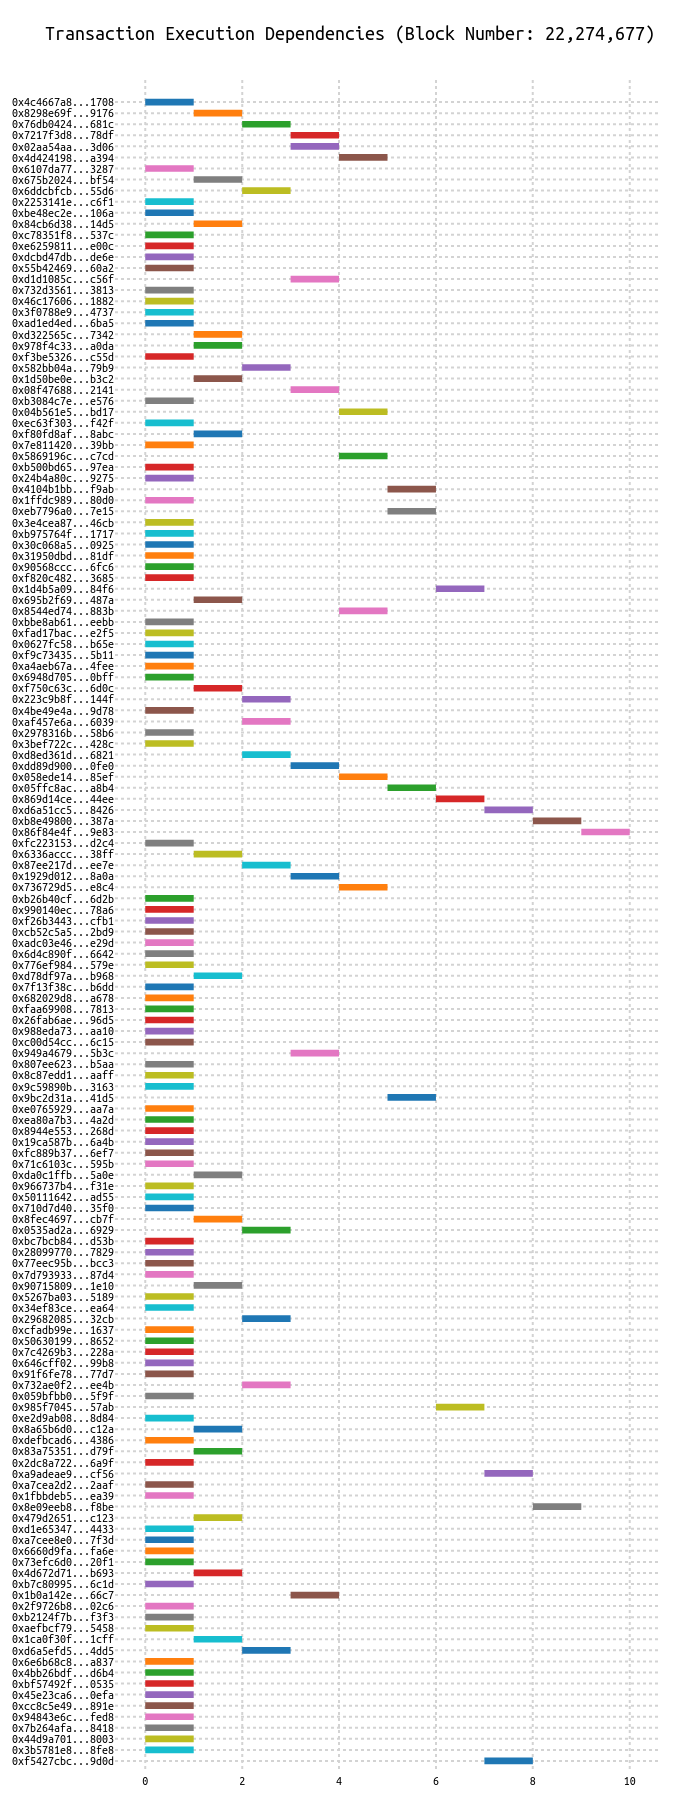 Transaction Execution Dependencies (Block Number: 22,274,677)
0x4c4667a8...1708
0x8298e69f...9176
0x76db0424...681c
0x7217f3d8...78df
0x02aa54aa...3d06
0x4d424198...a394
0x6107da77...3287
0x675b2024...bf54
0x6ddcbfcb...55d6
0x2253141e...c6f1
0xbe48ec2e...106a
0x84cb6d38...14d5
0xc78351f8...537c
0xe6259811...e00c
0xdcbd47db...de6e
0x55b42469...60a2
0xd1d1085c...c56f
0x732d3561...3813
0x46c17606...1882
0x3f0788e9...4737
0xad1ed4ed...6ba5
0xd322565c...7342
0x978f4c33...a0da
0xf3be5326...c55d
0x582bb04a...79b9
0x1d50be0e...b3c2
0x08f47688...2141
0xb3084c7e...e576
0x04b561e5...bd17
0xec63f303...f42f
0xf80fd8af...8abc
0x7e811420...39bb
0x5869196c...c7cd
0xb500bd65...97ea
0x24b4a80c...9275
0x4104b1bb...f9ab
0x1ffdc989...80d0
0xeb7796a0...7e15
0x3e4cea87...46cb
0xb975764f...1717
0x30c068a5...0925
0x31950dbd...81df
0x90568ccc...6fc6
0xf820c482...3685
0x1d4b5a09...84f6
0x695b2f69...487a
0x8544ed74...883b
0xbbe8ab61...eebb
0xfad17bac...e2f5
0x0627fc58...b65e
0xf9c73435...5b11
0xa4aeb67a...4fee
0x6948d705...0bff
0xf750c63c...6d0c
0x223c9b8f...144f
0x4be49e4a...9d78
0xaf457e6a...6039
0x2978316b...58b6
0x3bef722c...428c
0xd8ed361d...6821
0xdd89d900...0fe0
0x058ede14...85ef
0x05ffc8ac...a8b4
0x869d14ce...44ee
0xd6a51cc5...8426
0xb8e49800...387a
0x86f84e4f...9e83
0xfc223153...d2c4
0x6336accc...38ff
0x87ee217d...ee7e
0x1929d012...8a0a
0x736729d5...e8c4
0xb26b40cf...6d2b
0x990140ec...78a6
0xf26b3443...cfb1
0xcb52c5a5...2bd9
0xadc03e46...e29d
0x6d4c890f...6642
0x776ef984...579e
0xd78df97a...b968
0x7f13f38c...b6dd
0x682029d8...a678
0xfaa69908...7813
0x26fab6ae...96d5
0x988eda73...aa10
0xc00d54cc...6c15
0x949a4679...5b3c
0x807ee623...b5aa
0x8c87edd1...aaff
0x9c59890b...3163
0x9bc2d31a...41d5
0xe0765929...aa7a
0xea80a7b3...4a2d
0x8944e553...268d
0x19ca587b...6a4b
0xfc889b37...6ef7
0x71c6103c...595b
0xda0c1ffb...5a0e
0x966737b4...f31e
0x50111642...ad55
0x710d7d40...35f0
0x8fec4697...cb7f
0x0535ad2a...6929
0xbc7bcb84...d53b
0x28099770...7829
0x77eec95b...bcc3
0x7d793933...87d4
0x90715809...1e10
0x5267ba03...5189
0x34ef83ce...ea64
0x29682085...32cb
0xcfadb99e...1637
0x50630199...8652
0x7c4269b3...228a
0x646cff02...99b8
0x91f6fe78...77d7
0x732ae0f2...ee4b
0x059bfbb0...5f9f
0x985f7045...57ab
0xe2d9ab08...8d84
0x8a65b6d0...c12a
0xdefbcad6...4386
0x83a75351...d79f
0x2dc8a722...6a9f
0xa9adeae9...cf56
0xa7cea2d2...2aaf
0x1fbbdeb5...ea39
0x8e09eeb8...f8be
0x479d2651...c123
0xd1e65347...4433
0xa7cee8e0...7f3d
0x6660d9fa...fa6e
0x73efc6d0...20f1
0x4d672d71...b693
0xb7c80995...6c1d
0x1b0a142e...66c7
0x2f9726b8...02c6
0xb2124f7b...f3f3
0xaefbcf79...5458
0x1ca0f30f...1cff
0xd6a5efd5...4dd5
0x6e6b68c8...a837
0x4bb26bdf...d6b4
0xbf57492f...0535
0x45e23ca6...0efa
0xcc8c5e49...891e
0x94843e6c...fed8
0x7b264afa...8418
0x44d9a701...8003
0x3b5781e8...8fe8
0xf5427cbc...9d0d
0 2 4 6 8 10